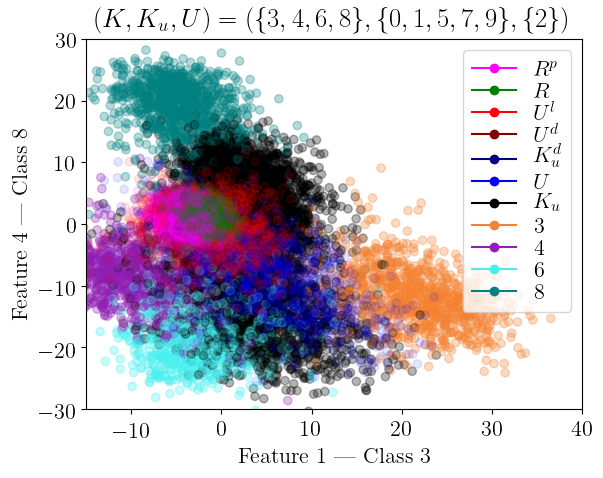 (K, K_u, U) = ({3, 4, 6, 8}, {0, 1, 5, 7, 9}, {2})
30
20
10
0
−10
−20
−30
Feature 4 — Class 8
R^p
R
U^l
U^d
K_u^d
U
K_u
3
4
6
8
−10
0
10
20
30
40
Feature 1 — Class 3